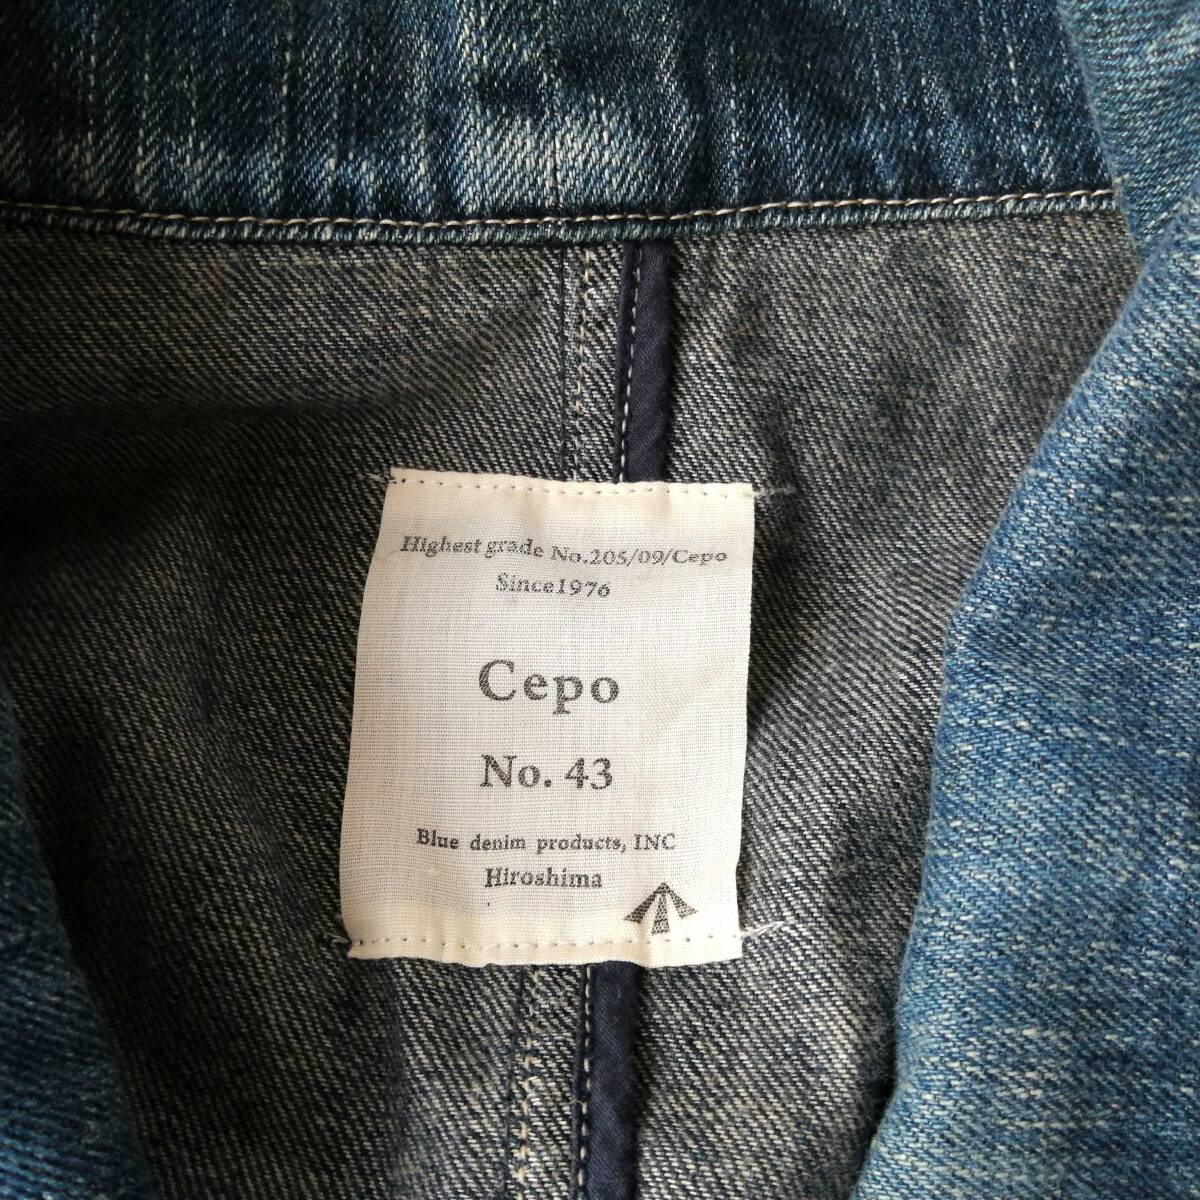 Highest grade No.205/09/Cepo
Since1976
Cepo
No. 43
Blue denim products, INC
Hiroshima